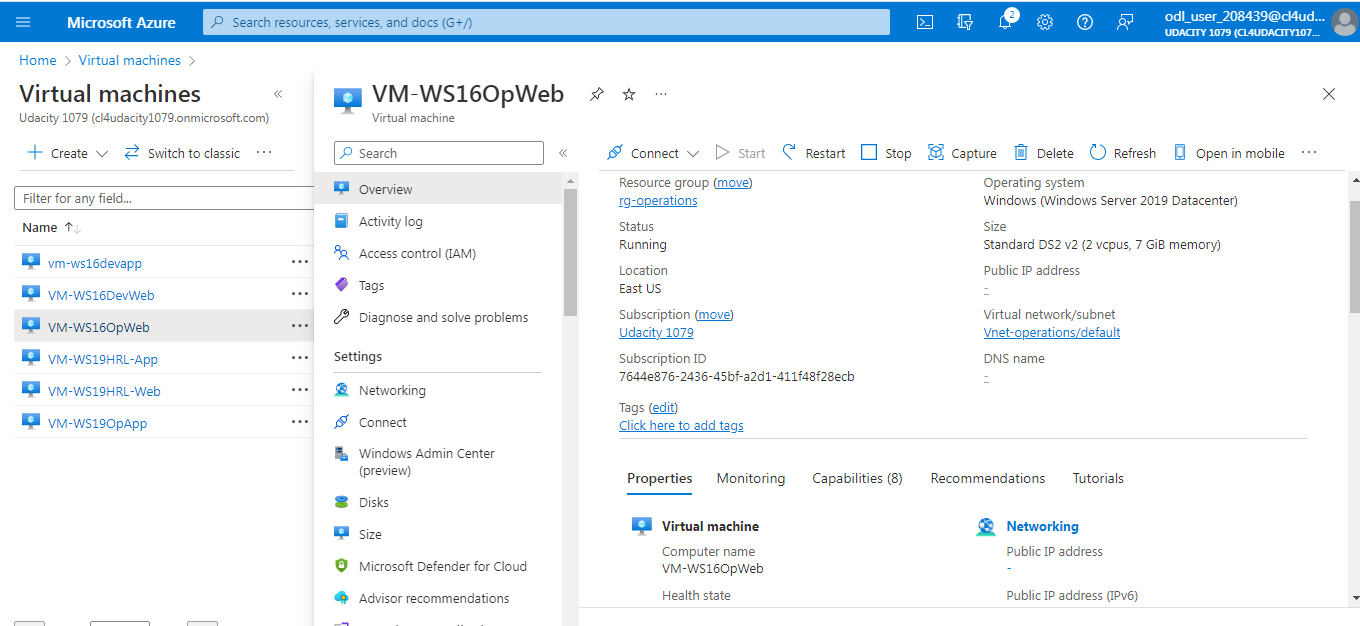 Microsoft Azure
Search resources, services, and docs (G+/)
2
odl_user_208439@cl4ud...
UDACITY 1079 (CL4UDACITY107...
Home > Virtual machines >
Virtual machines
Udacity 1079 (cl4udacity1079.onmicrosoft.com)
Create
Switch to classic
Filter for any field...
Name
vm-ws16devapp
VM-WS16DevWeb
VM-WS16OpWeb
VM-WS19HRL-App
VM-WS19HRL-Web
VM-WS19OpApp
VM-WS16OpWeb
Virtual machine
Search
Overview
Activity log
Access control (IAM)
Tags
Diagnose and solve problems
Settings
Networking
Connect
Windows Admin Center
(preview)
Disks
Size
Microsoft Defender for Cloud
Advisor recommendations
Connect
Start
Restart
Stop
Capture
Delete
Refresh
Open in mobile
Resource group (move)
rg-operations
Status
Running
Location
East US
Subscription (move)
Udacity 1079
Subscription ID
7644e876-2436-45bf-a2d1-411f48f28ecb
Tags (edit)
Click here to add tags
Operating system
Windows (Windows Server 2019 Datacenter)
Size
Standard DS2 v2 (2 vcpus, 7 GiB memory)
Public IP address
-
Virtual network/subnet
Vnet-operations/default
DNS name
-
Properties
Monitoring
Capabilities (8)
Recommendations
Tutorials
Virtual machine
Computer name
VM-WS16OpWeb
Health state
Networking
Public IP address
-
Public IP address (IPv6)